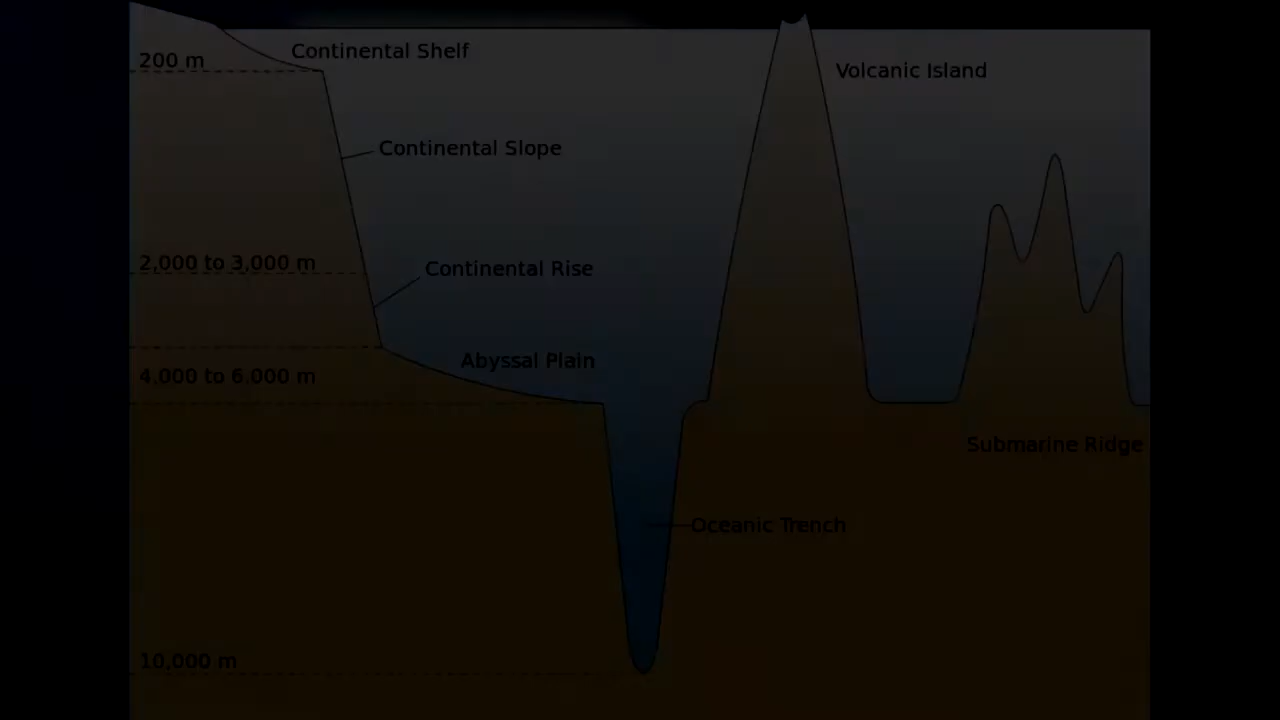 Continental Shelf
200 m
Volcanic Island
Continental Slope
2,000 to 3,000 m
Continental Rise
Abyssal Plain
4,000 to 6,000 m
Submarine Ridge
Oceanic Trench
10,000 m